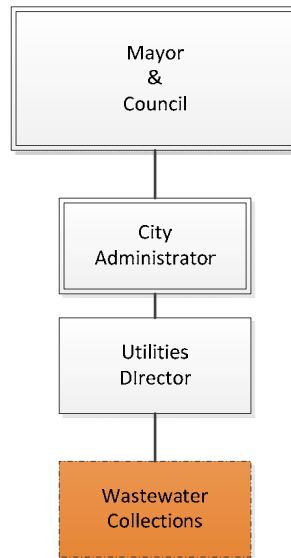 Mayor
&
Council
City
Administrator
Utilities
DIrector
Wastewater
Collections